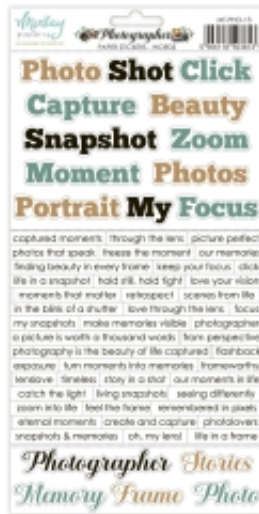 Mintay
Photographer
PAPER STICKERS - WORDS
Photo Shot Click
Capture Beauty
Snapshot Zoom
Moment Photos
Portrait My Focus
captured moments through the lens picture perfect
photos that speak freeze the moment our memories
finding beauty in every frame keep your focus click
life in a snapshot hold still, hold tight love your vision
moments that matter retrospect scenes from life
in the blink of a shutter love through the lens focus
my snapshots make memories visible photographer
a picture is worth a thousand words from perspective
photography is the beauty of life captured flashback
exposure turn moments into memories frameworthy
lenslove timeless story in a shot our moments in life
catch the light living snapshots seeing differently
zoom into life feel the frame remembered in pixels
eternal moments create and capture photolovers
snapshots & memories oh, my lens! life in a frame
Photographer Stories
Memory Frame Photo